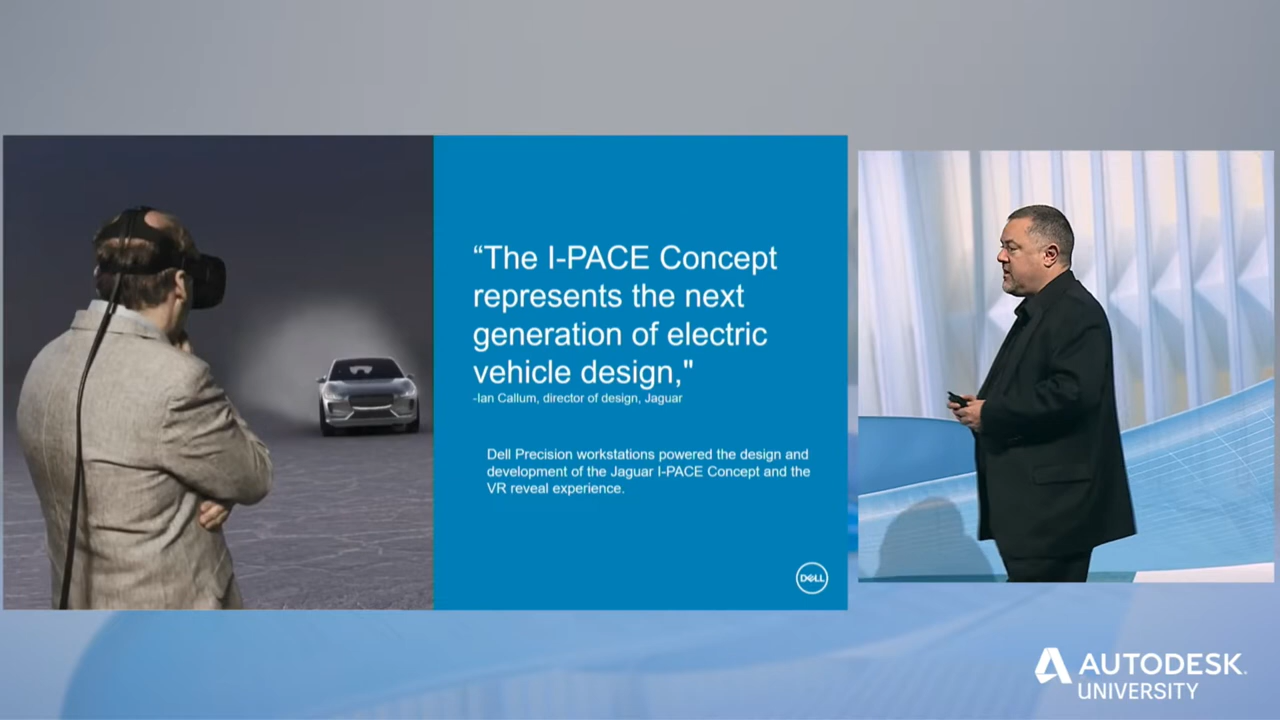 “The I-PACE Concept
represents the next
generation of electric
vehicle design,"
-Ian Callum, director of design, Jaguar
Dell Precision workstations powered the design and
development of the Jaguar I-PACE Concept and the
VR reveal experience.
DELL
AUTODESK.
UNIVERSITY